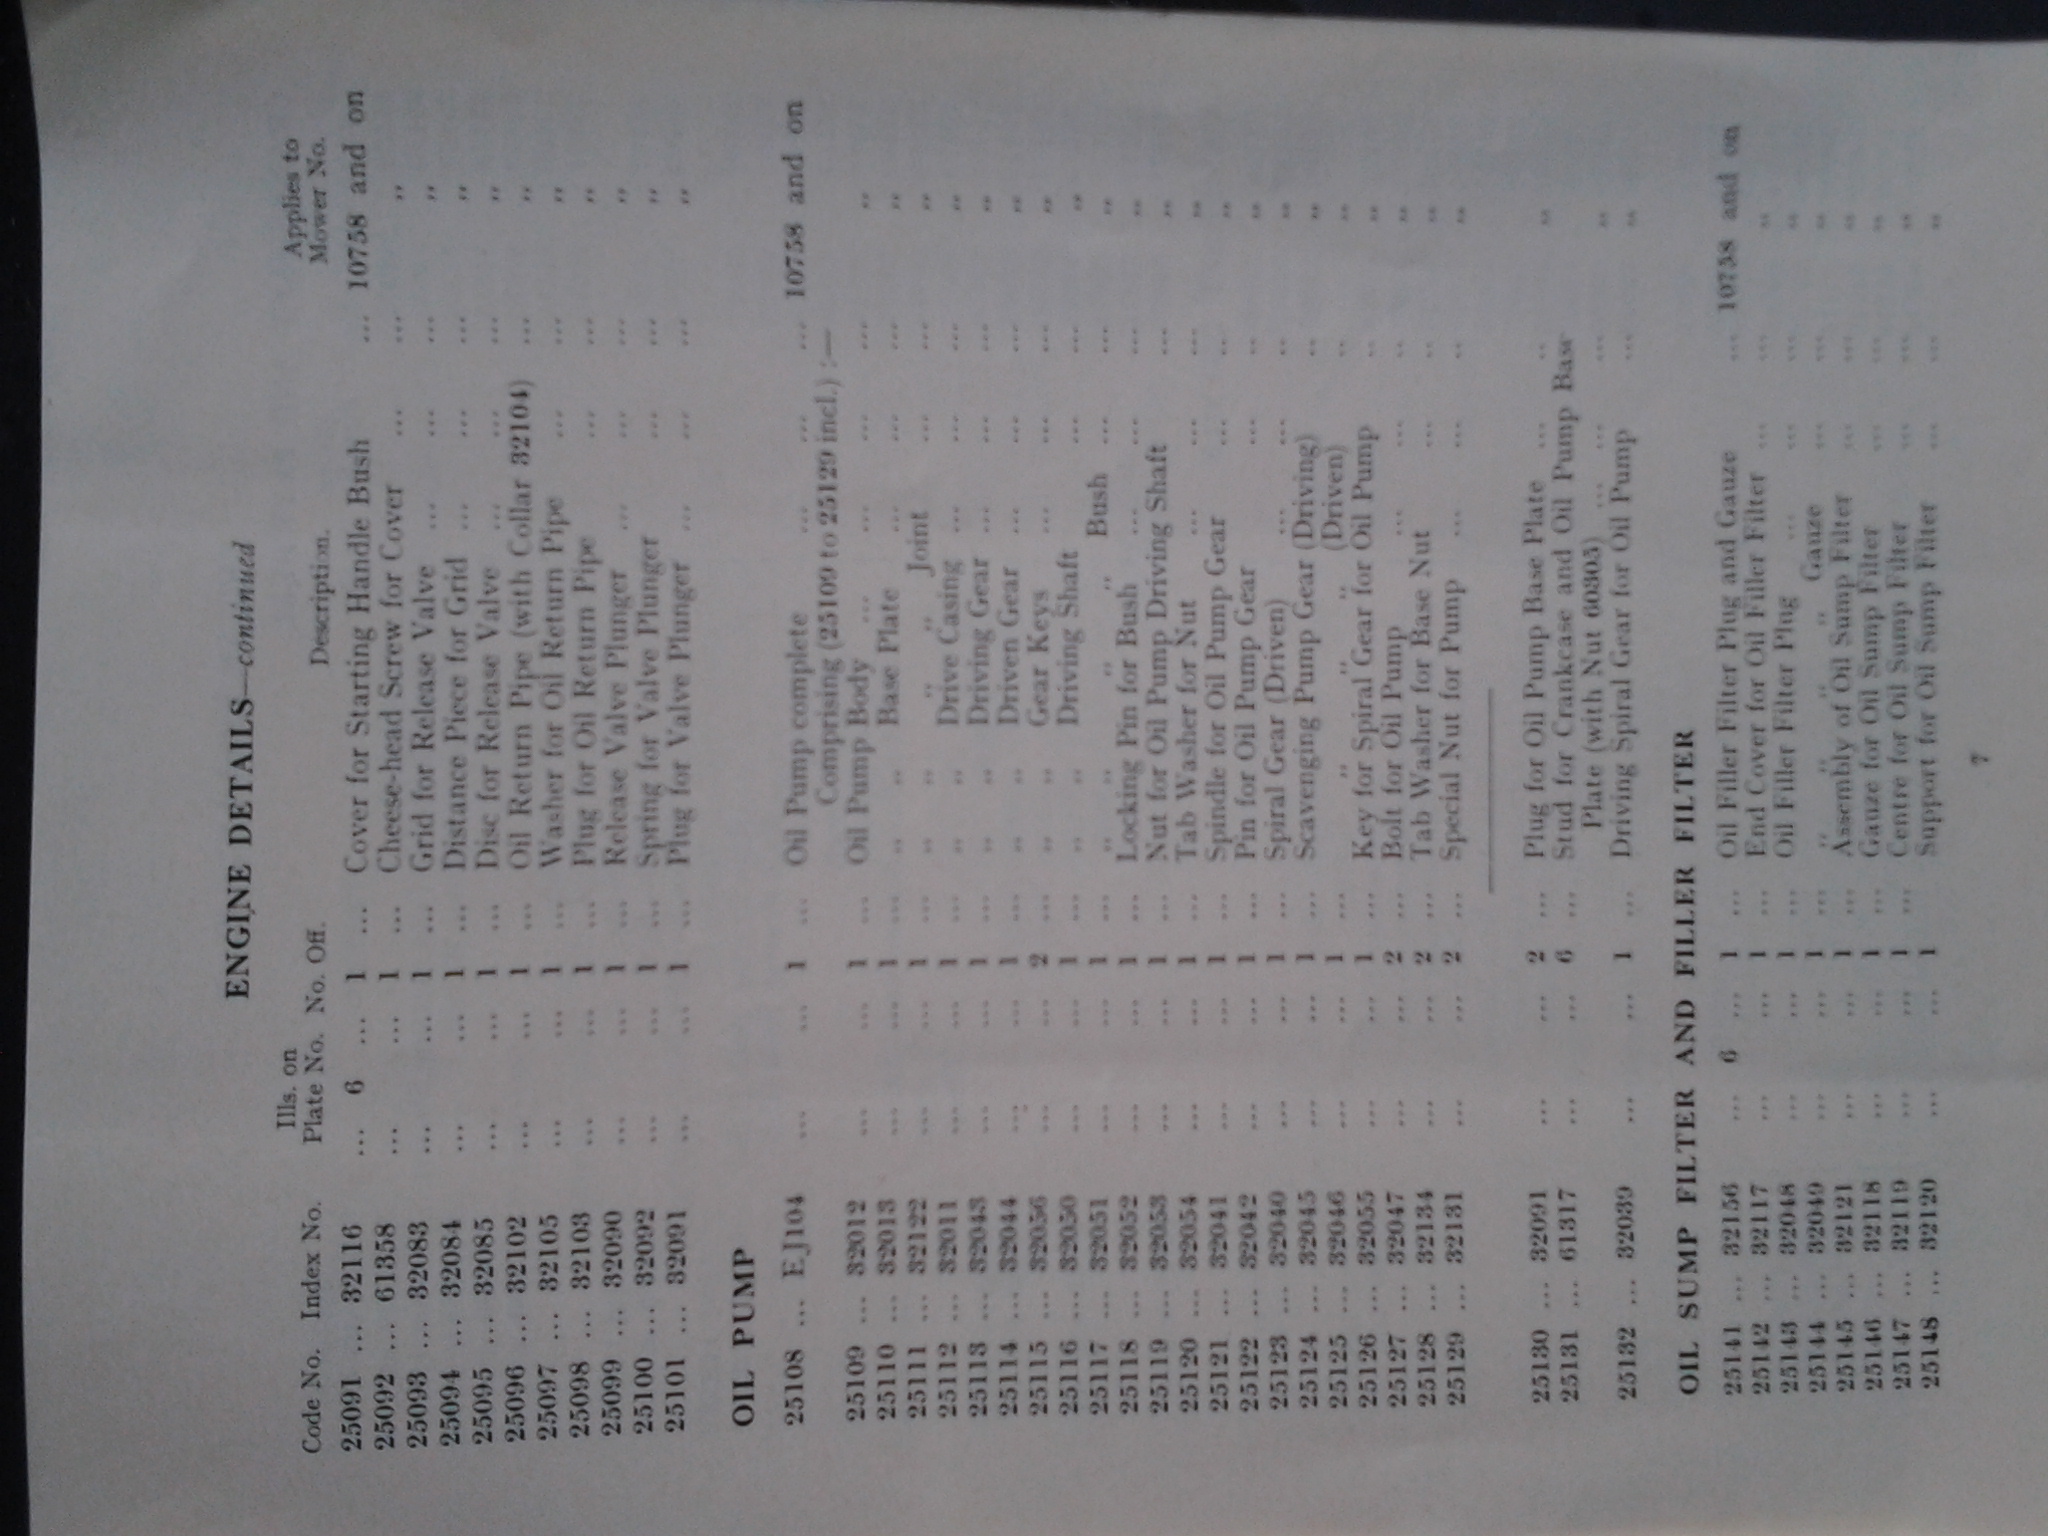 ENGINE DETAILS—continued
Code No. Index No. Ills. on Plate No. No. Off. Description. Applies to Mower No.
25091 ... 32116 ... 6 ... 1 ... Cover for Starting Handle Bush ... 10758 and on
25092 ... 61358 ... ... 1 ... Cheese-head Screw for Cover ... ... ,,
25093 ... 32083 ... ... 1 ... Grid for Release Valve ... ... ... ,,
25094 ... 32084 ... ... 1 ... Distance Piece for Grid ... ... ... ,,
25095 ... 32085 ... ... 1 ... Disc for Release Valve ... ... ... ,,
25096 ... 32102 ... ... 1 ... Oil Return Pipe (with Collar 32104) ... ,,
25097 ... 32105 ... ... 1 ... Washer for Oil Return Pipe ... ... ,,
25098 ... 32103 ... ... 1 ... Plug for Oil Return Pipe ... ... ,,
25099 ... 32090 ... ... 1 ... Release Valve Plunger ... ... ... ,,
25100 ... 32092 ... ... 1 ... Spring for Valve Plunger ... ... ,,
25101 ... 32091 ... ... 1 ... Plug for Valve Plunger ... ... ... ,,
OIL PUMP
25108 ... EJ104 ... ... 1 ... Oil Pump complete ... ... ... 10758 and on
Comprising (25109 to 25129 incl.) :—
25109 ... 32012 ... ... 1 ... Oil Pump Body ... ... ... ... ,,
25110 ... 32013 ... ... 1 ... ,, ,, Base Plate ... ... ... ,,
25111 ... 32122 ... ... 1 ... ,, ,, ,, ,, Joint ... ... ,,
25112 ... 32011 ... ... 1 ... ,, ,, Drive Casing ... ... ... ,,
25113 ... 32043 ... ... 1 ... ,, ,, Driving Gear ... ... ... ,,
25114 ... 32044 ... ... 1 ... ,, ,, Driven Gear ... ... ... ,,
25115 ... 32056 ... ... 2 ... ,, ,, Gear Keys ... ... ... ,,
25116 ... 32050 ... ... 1 ... ,, ,, Driving Shaft ... ... ,,
25117 ... 32051 ... ... 1 ... ,, ,, ,, ,, Bush ... ... ,,
25118 ... 32052 ... ... 1 ... Locking Pin for Bush ... ... ... ,,
25119 ... 32053 ... ... 1 ... Nut for Oil Pump Driving Shaft ... ,,
25120 ... 32054 ... ... 1 ... Tab Washer for Nut ... ... ... ,,
25121 ... 32041 ... ... 1 ... Spindle for Oil Pump Gear ... ... ,,
25122 ... 32042 ... ... 1 ... Pin for Oil Pump Gear ... ... ,,
25123 ... 32040 ... ... 1 ... Spiral Gear (Driven) ... ... ... ,,
25124 ... 32045 ... ... 1 ... Scavenging Pump Gear (Driving) ... ,,
25125 ... 32046 ... ... 1 ... ,, ,, ,, (Driven) ... ,,
25126 ... 32055 ... ... 1 ... Key for Spiral Gear for Oil Pump ... ,,
25127 ... 32047 ... ... 2 ... Bolt for Oil Pump ... ... ... ,,
25128 ... 32134 ... ... 2 ... Tab Washer for Base Nut ... ... ,,
25129 ... 32131 ... ... 2 ... Special Nut for Pump ... ... ... ,,
25130 ... 32091 ... ... 2 ... Plug for Oil Pump Base Plate ... ... ,,
25131 ... 61317 ... ... 6 ... Stud for Crankcase and Oil Pump Base
Plate (with Nut 60305) ... ... ... ,,
25132 ... 32039 ... ... 1 ... Driving Spiral Gear for Oil Pump ... ,,
OIL SUMP FILTER AND FILLER FILTER
25141 ... 32156 ... 6 ... 1 ... Oil Filler Filter Plug and Gauze ... 10758 and on
25142 ... 32117 ... ... 1 ... End Cover for Oil Filler Filter ... ... ,,
25143 ... 32048 ... ... 1 ... Oil Filler Filter Plug ... ... ... ,,
25144 ... 32049 ... ... 1 ... ,, ,, ,, Gauze ... ... ,,
25145 ... 32121 ... ... 1 ... Assembly of Oil Sump Filter ... ... ,,
25146 ... 32118 ... ... 1 ... Gauze for Oil Sump Filter ... ... ,,
25147 ... 32119 ... ... 1 ... Centre for Oil Sump Filter ... ... ,,
25148 ... 32120 ... ... 1 ... Support for Oil Sump Filter ... ... ,,
7